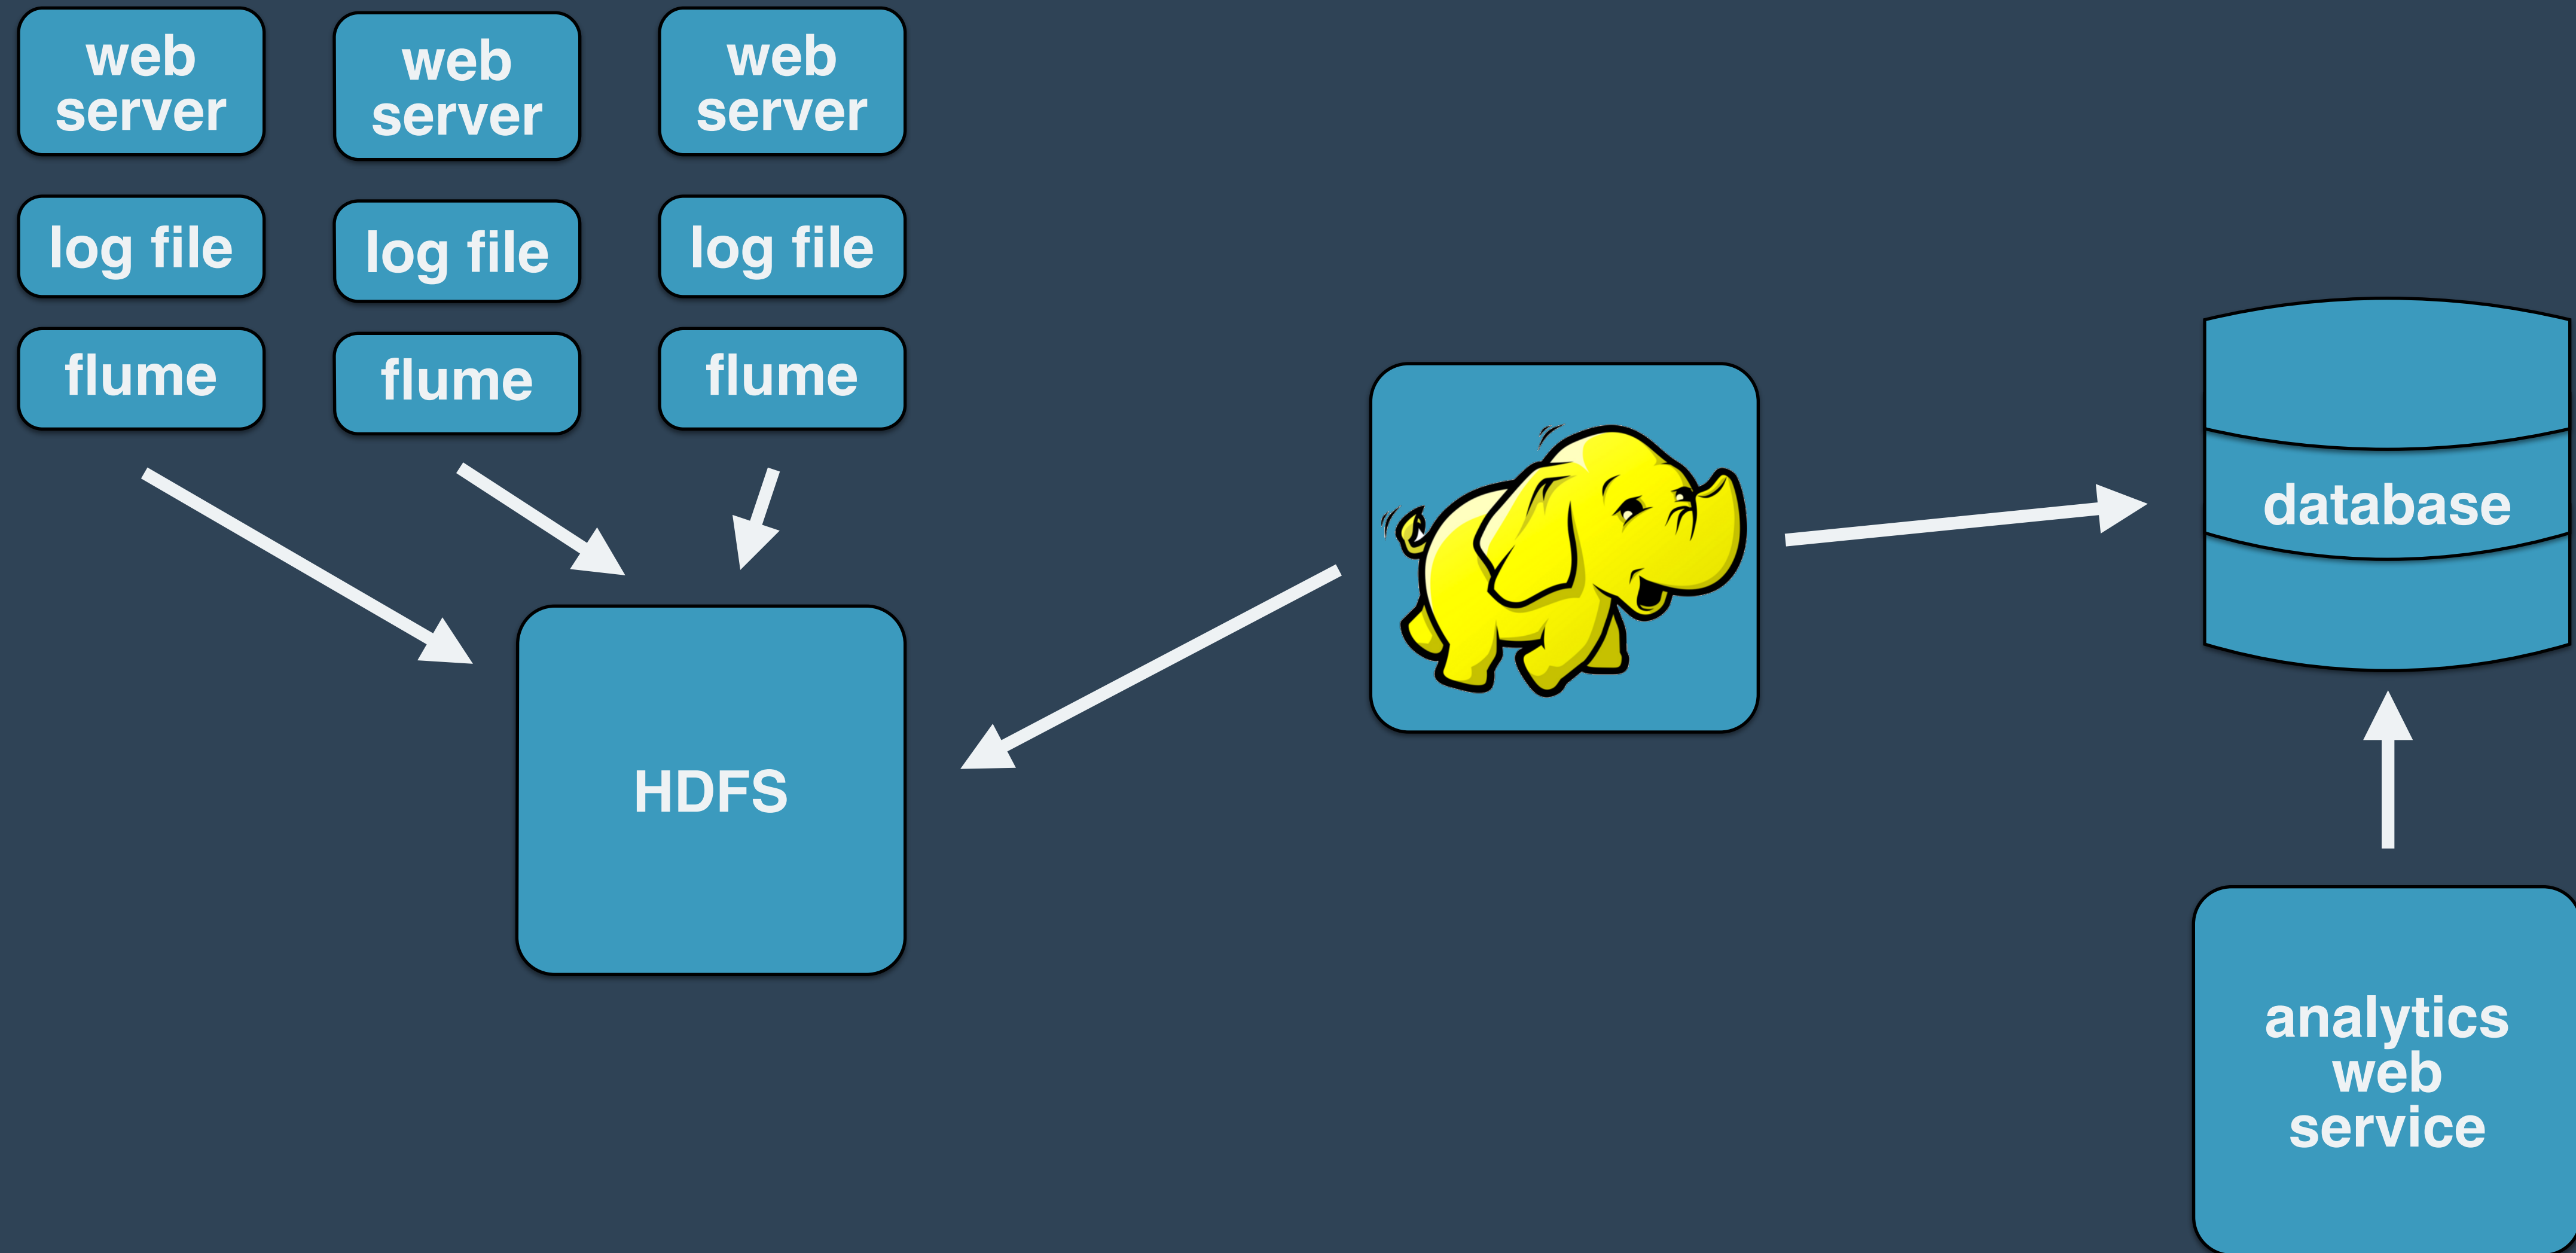 web
server
web
server
web
server
log file
log file
log file
flume
flume
flume
HDFS
database
analytics
web
service